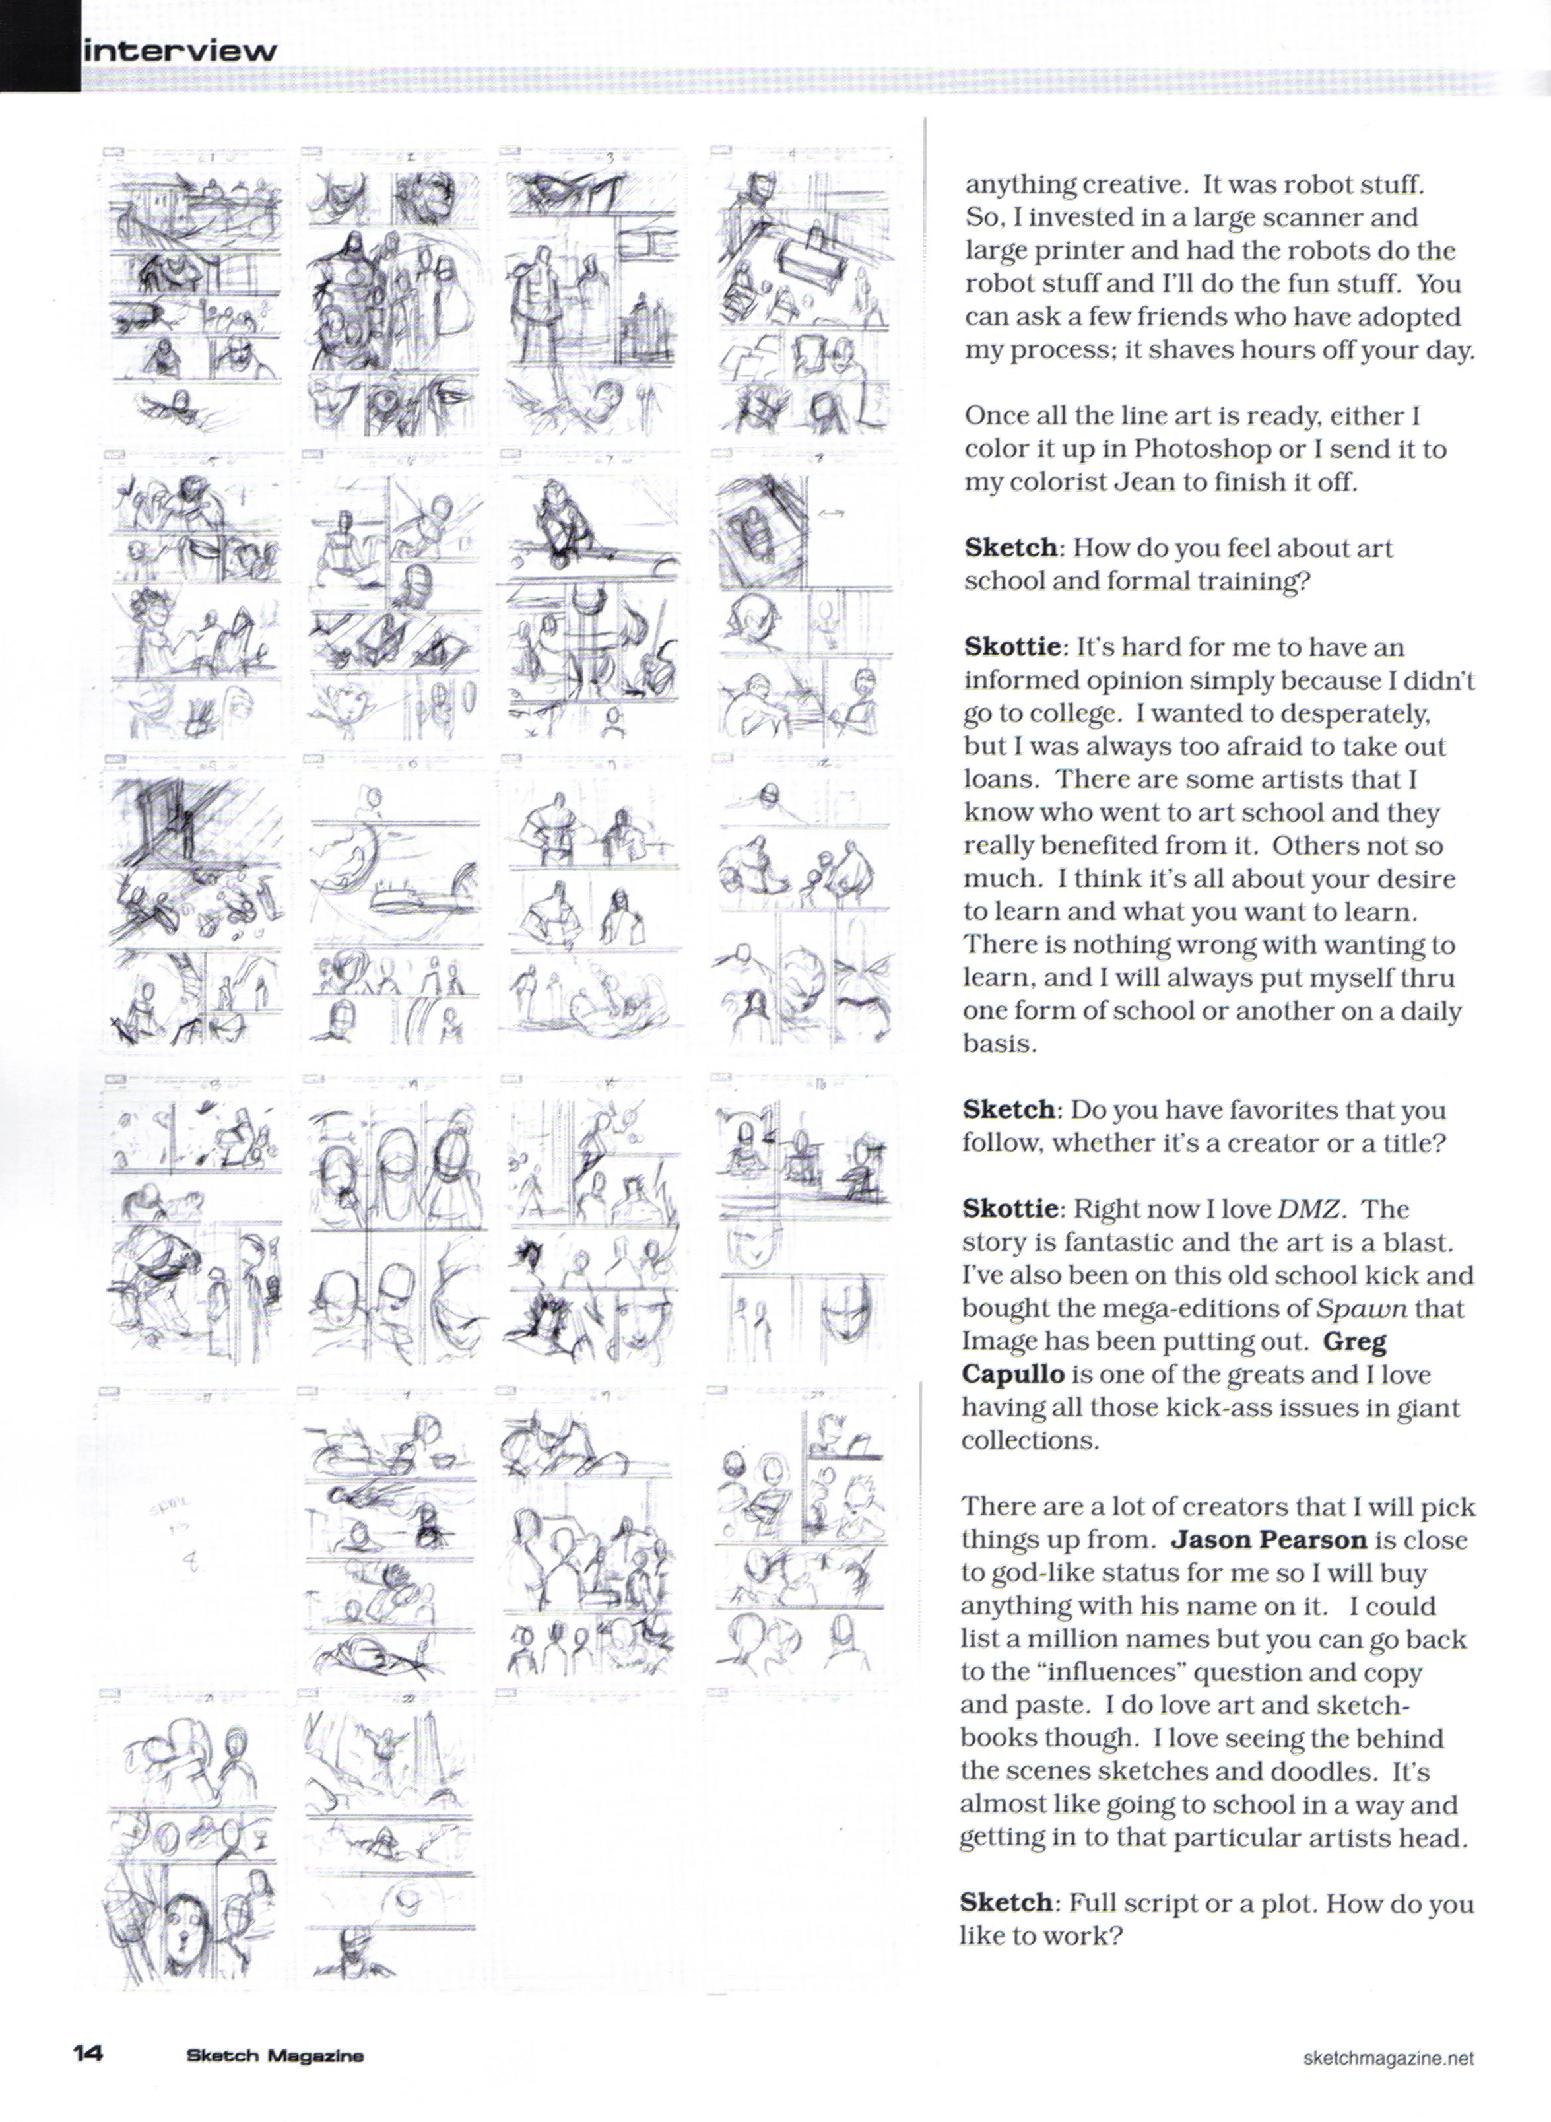 interview
anything creative.  It was robot stuff.
So, I invested in a large scanner and
large printer and had the robots do the
robot stuff and I'll do the fun stuff.  You
can ask a few friends who have adopted
my process; it shaves hours off your day.
Once all the line art is ready, either I
color it up in Photoshop or I send it to
my colorist Jean to finish it off.
Sketch: How do you feel about art
school and formal training?
Skottie: It's hard for me to have an
informed opinion simply because I didn't
go to college.  I wanted to desperately,
but I was always too afraid to take out
loans.  There are some artists that I
know who went to art school and they
really benefited from it.  Others not so
much.  I think it's all about your desire
to learn and what you want to learn.
There is nothing wrong with wanting to
learn, and I will always put myself thru
one form of school or another on a daily
basis.
Sketch: Do you have favorites that you
follow, whether it's a creator or a title?
Skottie: Right now I love DMZ.  The
story is fantastic and the art is a blast.
I've also been on this old school kick and
bought the mega-editions of Spawn that
Image has been putting out.  Greg
Capullo is one of the greats and I love
having all those kick-ass issues in giant
collections.
There are a lot of creators that I will pick
things up from.  Jason Pearson is close
to god-like status for me so I will buy
anything with his name on it.   I could
list a million names but you can go back
to the “influences” question and copy
and paste.  I do love art and sketch-
books though.  I love seeing the behind
the scenes sketches and doodles.  It's
almost like going to school in a way and
getting in to that particular artists head.
Sketch: Full script or a plot. How do you
like to work?
14 Sketch Magazine
sketchmagazine.net